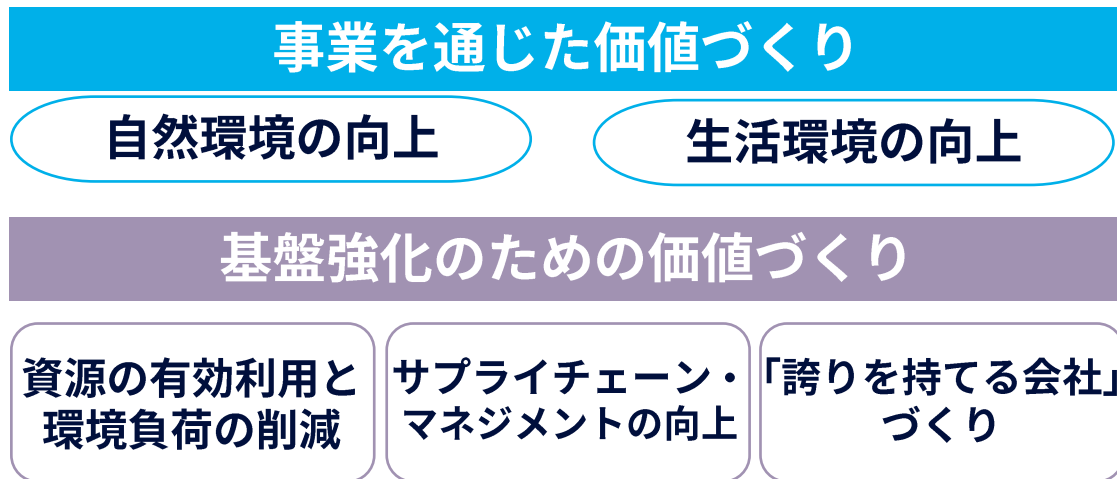 事業を通じた価値づくり
自然環境の向上
生活環境の向上
基盤強化のための価値づくり
資源の有効利用と
環境負荷の削減
サプライチェーン・
マネジメントの向上
「誇りを持てる会社」
づくり